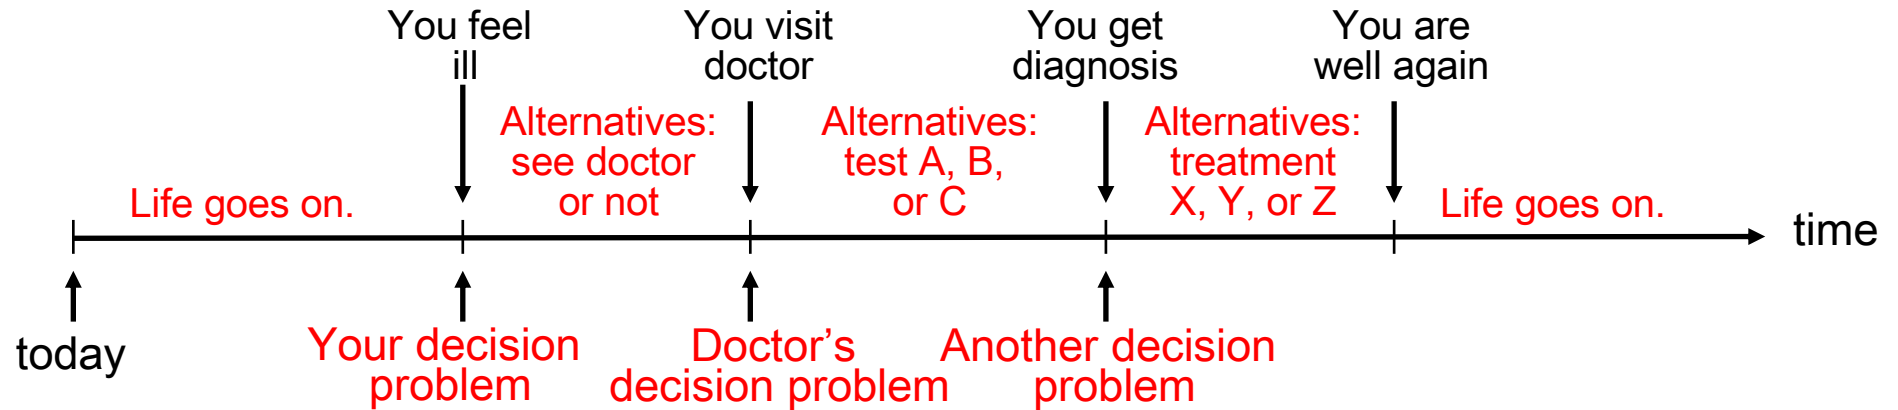 You feel
ill
You visit
doctor
You get
diagnosis
You are
well again
Life goes on.
Alternatives:
see doctor
or not
Alternatives:
test A, B,
or C
Alternatives:
treatment
X, Y, or Z
Life goes on.
time
today
Your decision
problem
Doctor’s
decision problem
Another decision
problem